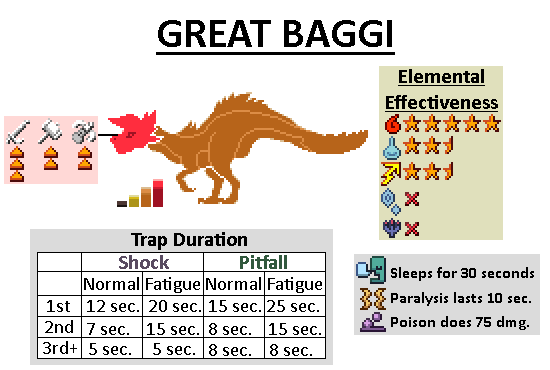 GREAT BAGGI
Elemental
Effectiveness
Trap Duration
Shock Pitfall
Normal Fatigue Normal Fatigue
1st 12 sec. 20 sec. 15 sec. 25 sec.
2nd 7 sec. 15 sec. 8 sec. 15 sec.
3rd+ 5 sec. 5 sec. 8 sec. 8 sec.
Sleeps for 30 seconds
Paralysis lasts 10 sec.
Poison does 75 dmg.